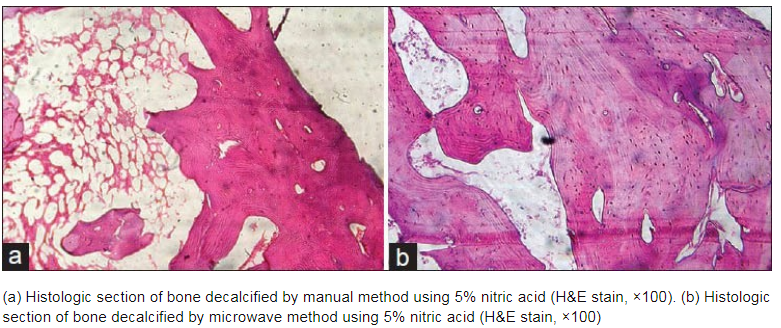 a
b
(a) Histologic section of bone decalcified by manual method using 5% nitric acid (H&E stain, ×100). (b) Histologic
section of bone decalcified by microwave method using 5% nitric acid (H&E stain, ×100)